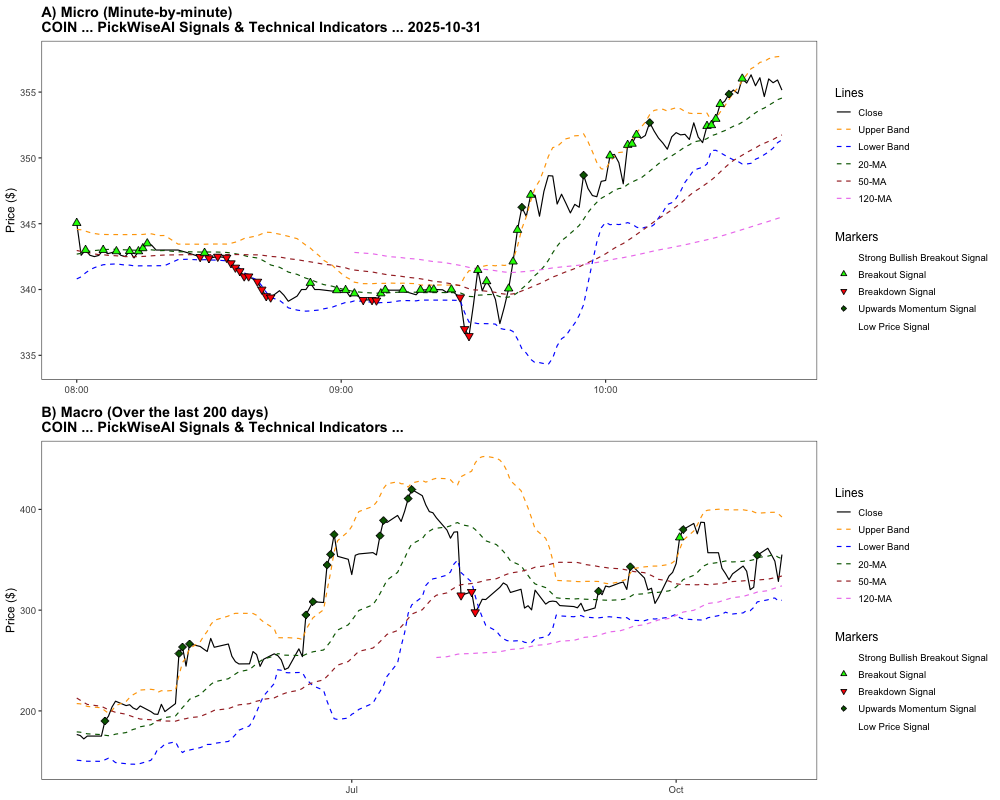 A) Micro (Minute-by-minute)
COIN ... PickWiseAI Signals & Technical Indicators ... 2025-10-31
Price ($)
355
350
345
340
335
08:00
09:00
10:00
Lines
Close
Upper Band
Lower Band
20-MA
50-MA
120-MA
Markers
Strong Bullish Breakout Signal
Breakout Signal
Breakdown Signal
Upwards Momentum Signal
Low Price Signal
B) Macro (Over the last 200 days)
COIN ... PickWiseAI Signals & Technical Indicators ...
Price ($)
400
300
200
Jul
Oct
Lines
Close
Upper Band
Lower Band
20-MA
50-MA
120-MA
Markers
Strong Bullish Breakout Signal
Breakout Signal
Breakdown Signal
Upwards Momentum Signal
Low Price Signal